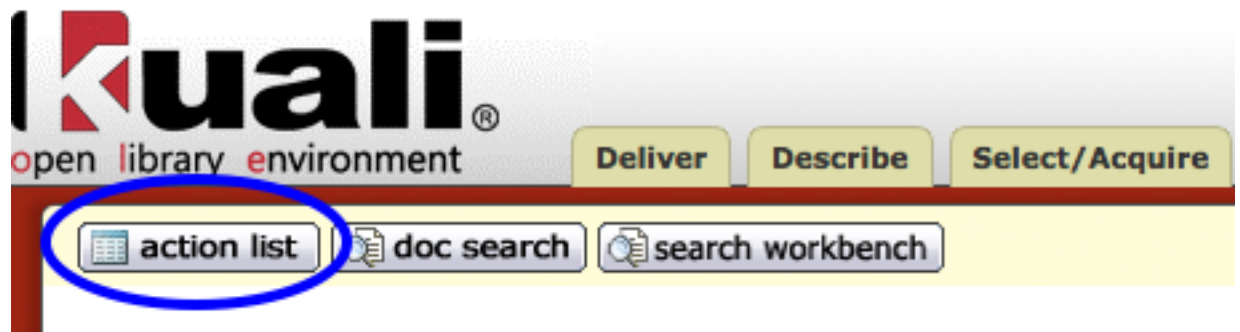 kuali®
open library environment
Deliver Describe Select/Acquire
action list doc search search workbench